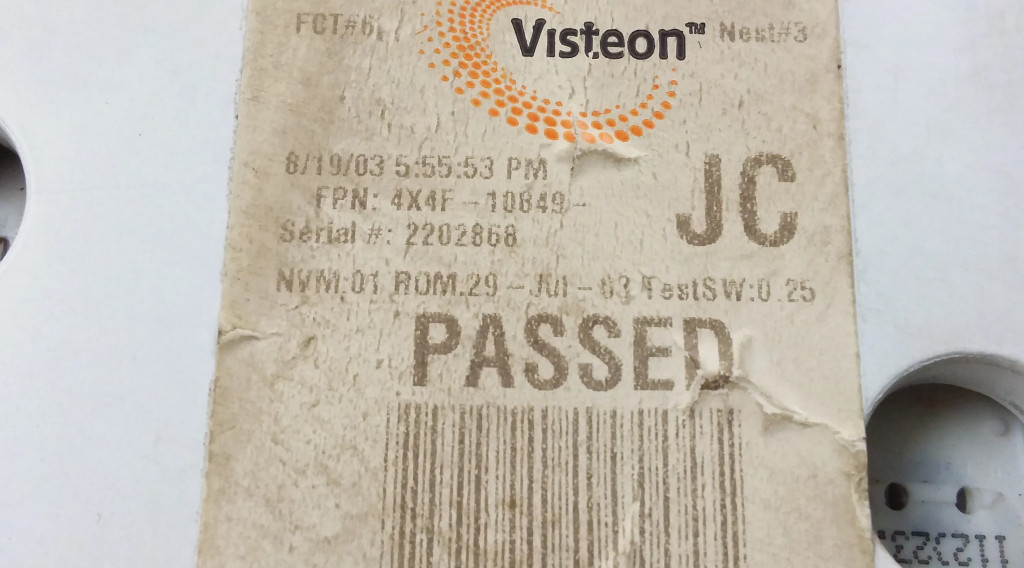 FCT#6
Visteon™
Nest#3
8/19/03 5:55:53 PM
FPN: 4X4F-10849-
JC
Serial #: 2202868
NVM:01 ROM:29-Jul-03 TestSW:0.25
PASSED